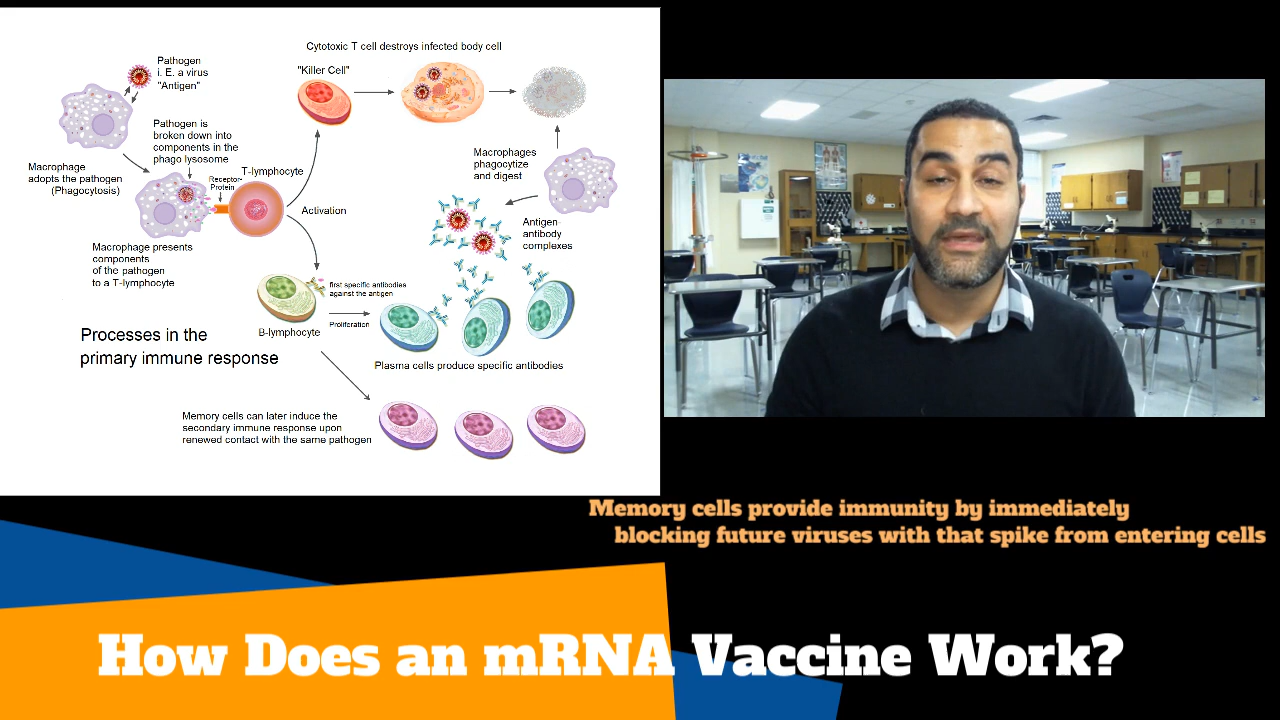 Cytotoxic T cell destroys infected body cell
Pathogen
i. E. a virus
"Antigen"
"Killer Cell"
Pathogen is
broken down into
components in the
phago lysosome
Macrophage
adopts the pathogen
(Phagocytosis)
Receptor-
Protein
T-lymphocyte
Macrophages
phagocytize
and digest
Activation
Antigen
antibody
complexes
Macrophage presents
components
of the pathogen
to a T-lymphocyte
first specific antibodies
against the antigen
Proliferation
B-lymphocyte
Processes in the
primary immune response
Plasma cells produce specific antibodies
Memory cells can later induce the
secondary immune response upon
renewed contact with the same pathogen
Memory cells provide immunity by immediately
blocking future viruses with that spike from entering cells
How Does an mRNA Vaccine Work?